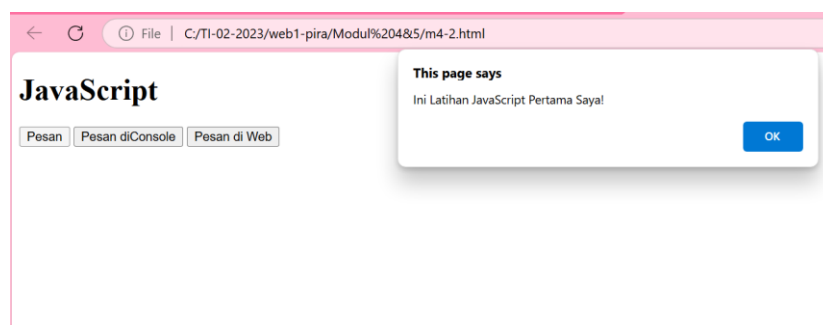 File | C:/TI-02-2023/web1-pira/Modul%204&5/m4-2.html
This page says
Ini Latihan JavaScript Pertama Saya!
OK
JavaScript
Pesan Pesan diConsole Pesan di Web